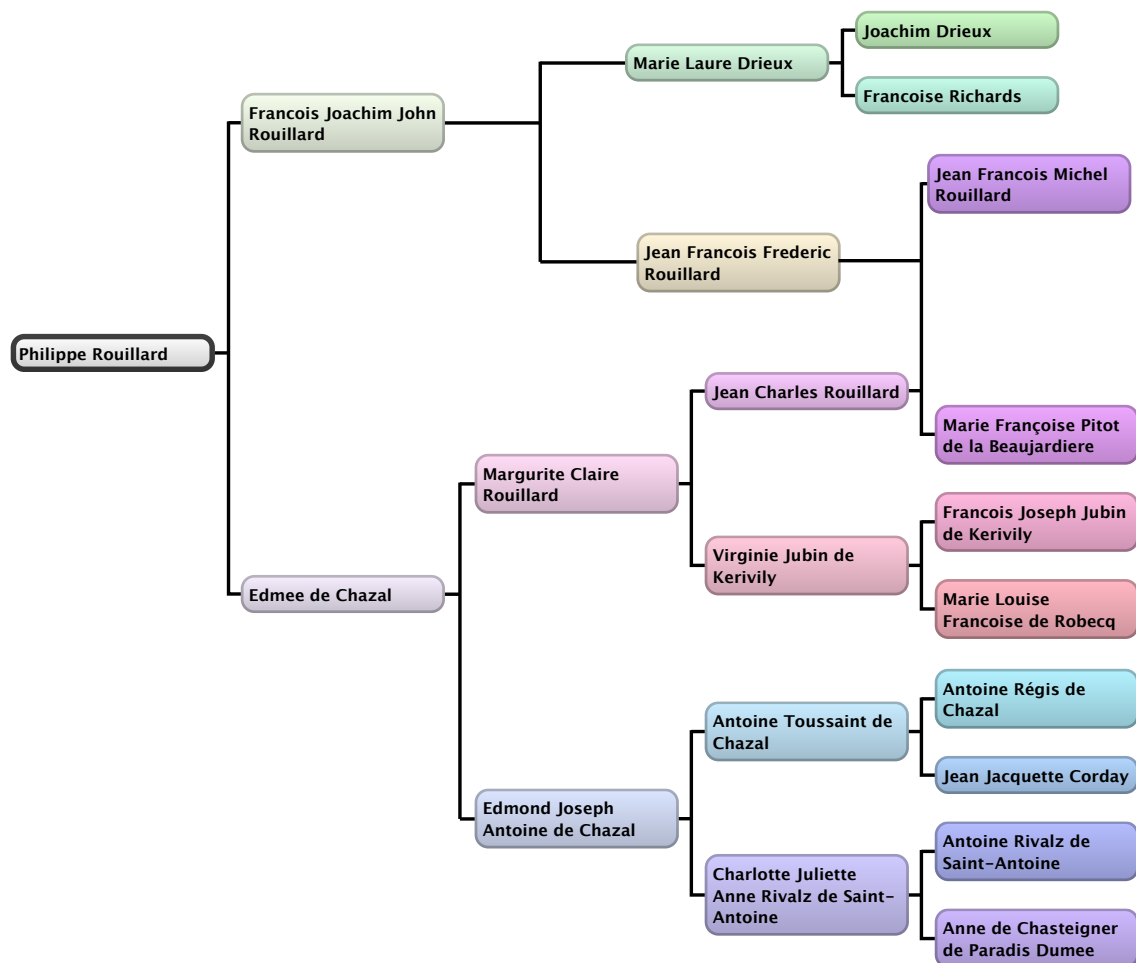 Joachim Drieux
Marie Laure Drieux
Francoise Richards
Francois Joachim John
Rouillard
Jean Francois Michel
Rouillard
Jean Francois Frederic
Rouillard
Philippe Rouillard
Jean Charles Rouillard
Marie Françoise Pitot
de la Beaujardiere
Margurite Claire
Rouillard
Francois Joseph Jubin
de Kerivily
Virginie Jubin de
Kerivily
Edmee de Chazal
Marie Louise
Francoise de Robecq
Antoine Régis de
Chazal
Antoine Toussaint de
Chazal
Jean Jacquette Corday
Edmond Joseph
Antoine de Chazal
Antoine Rivalz de
Saint-Antoine
Charlotte Juliette
Anne Rivalz de Saint-
Antoine
Anne de Chasteigner
de Paradis Dumee